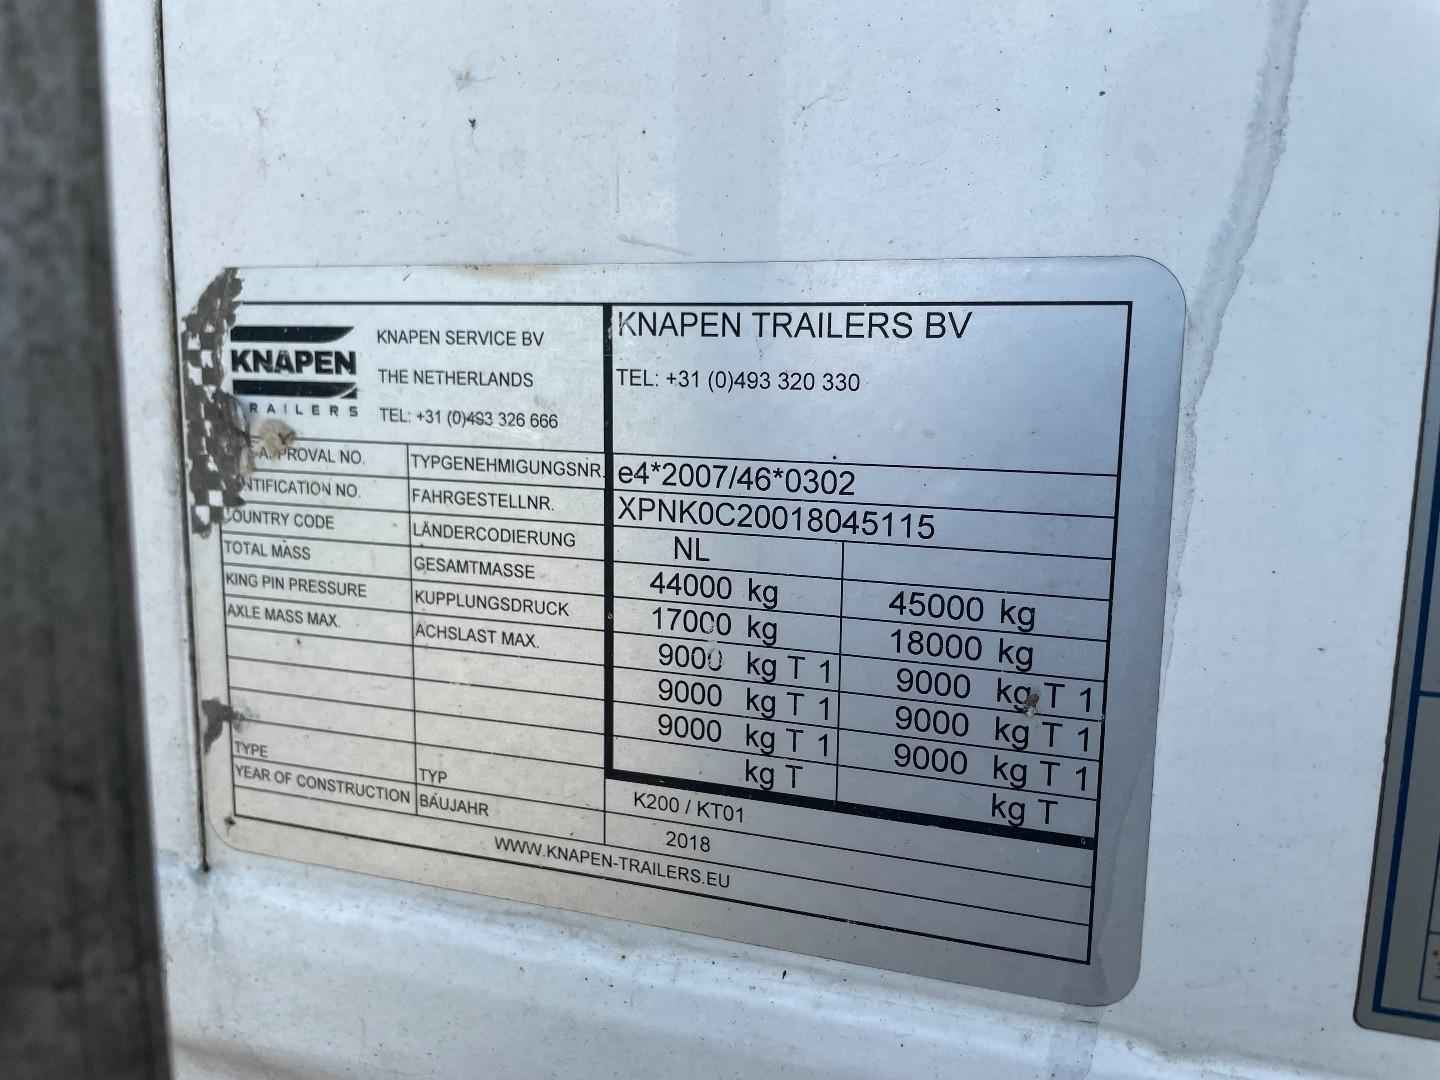 KNAPEN
TRAILERS
KNAPEN SERVICE BV
THE NETHERLANDS
TEL: +31 (0)493 326 666
KNAPEN TRAILERS BV
TEL: +31 (0)493 320 330
APPROVAL NO. TYPGENEHMIGUNGSNR. e4*2007/46*0302
NTIFICATION NO. FAHRGESTELLNR. XPNK0C20018045115
COUNTRY CODE LÄNDERCODIERUNG NL
TOTAL MASS GESAMTMASSE 44000 kg 45000 kg
KING PIN PRESSURE KUPPLUNGSDRUCK 17000 kg 18000 kg
AXLE MASS MAX. ACHSLAST MAX. 9000 kg T 1 9000 kg T 1
9000 kg T 1 9000 kg T 1
9000 kg T 1 9000 kg T 1
kg T kg T
TYPE TYP K200 / KT01
YEAR OF CONSTRUCTION BAUJAHR 2018
WWW.KNAPEN-TRAILERS.EU